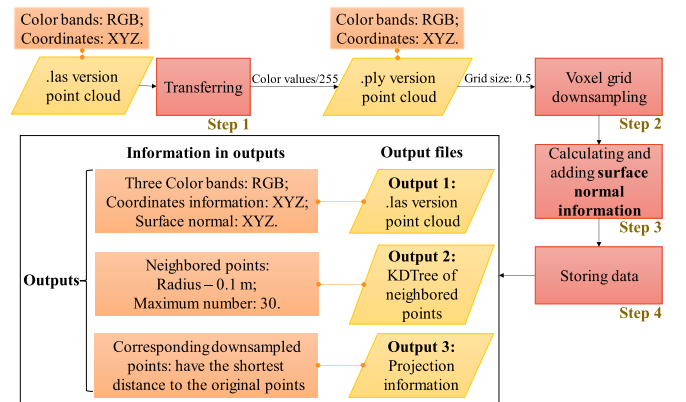 Color bands: RGB;
Coordinates: XYZ.
Color bands: RGB;
Coordinates: XYZ.
.las version
point cloud
Transferring
Color values/255
.ply version
point cloud
Grid size: 0.5
Voxel grid
downsampling
Step 1
Step 2
Information in outputs
Output files
Calculating and
adding surface
normal
information
Step 3
Three Color bands: RGB;
Coordinates information: XYZ;
Surface normal: XYZ.
Output 1:
.las version
point cloud
Outputs
Neighbored points:
Radius – 0.1 m;
Maximum number: 30.
Output 2:
KDTree of
neighbored
points
Storing data
Step 4
Corresponding downsampled
points: have the shortest
distance to the original points
Output 3:
Projection
information